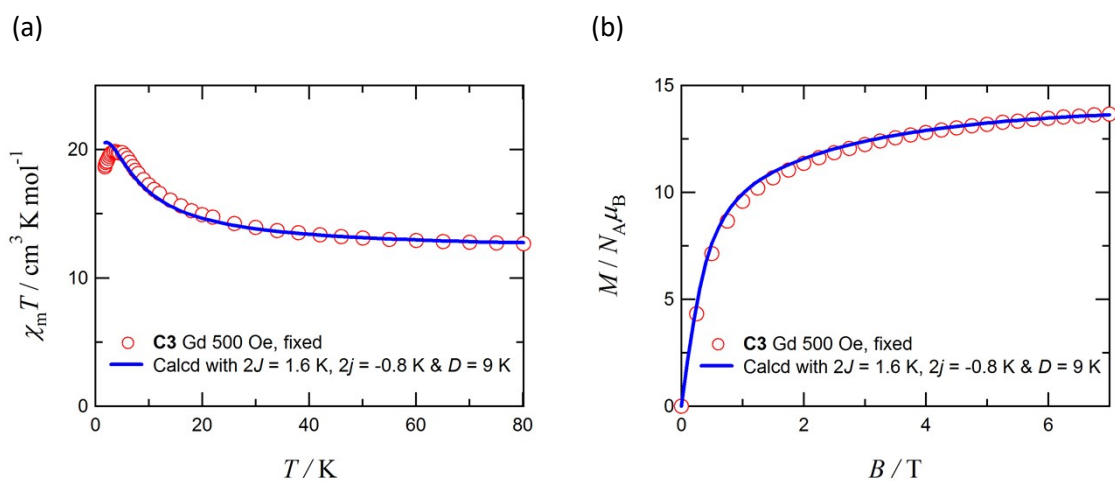 (a)
(b)
25
20
10
0
χmT / cm³ K mol⁻¹
C3 Gd 500 Oe, fixed
Calcd with 2J = 1.6 K, 2j = -0.8 K & D = 9 K
0 20 40 60 80
T / K
15
10
5
0
M / NAμB
C3 Gd 500 Oe, fixed
Calcd with 2J = 1.6 K, 2j = -0.8 K & D = 9 K
0 2 4 6
B / T